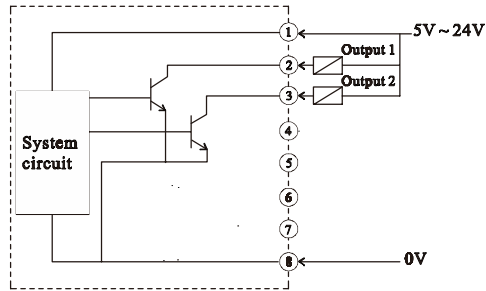 ① 5V~24V
② Output 1
③ Output 2
④
System
circuit
⑤
⑥
⑦
⑧ 0V